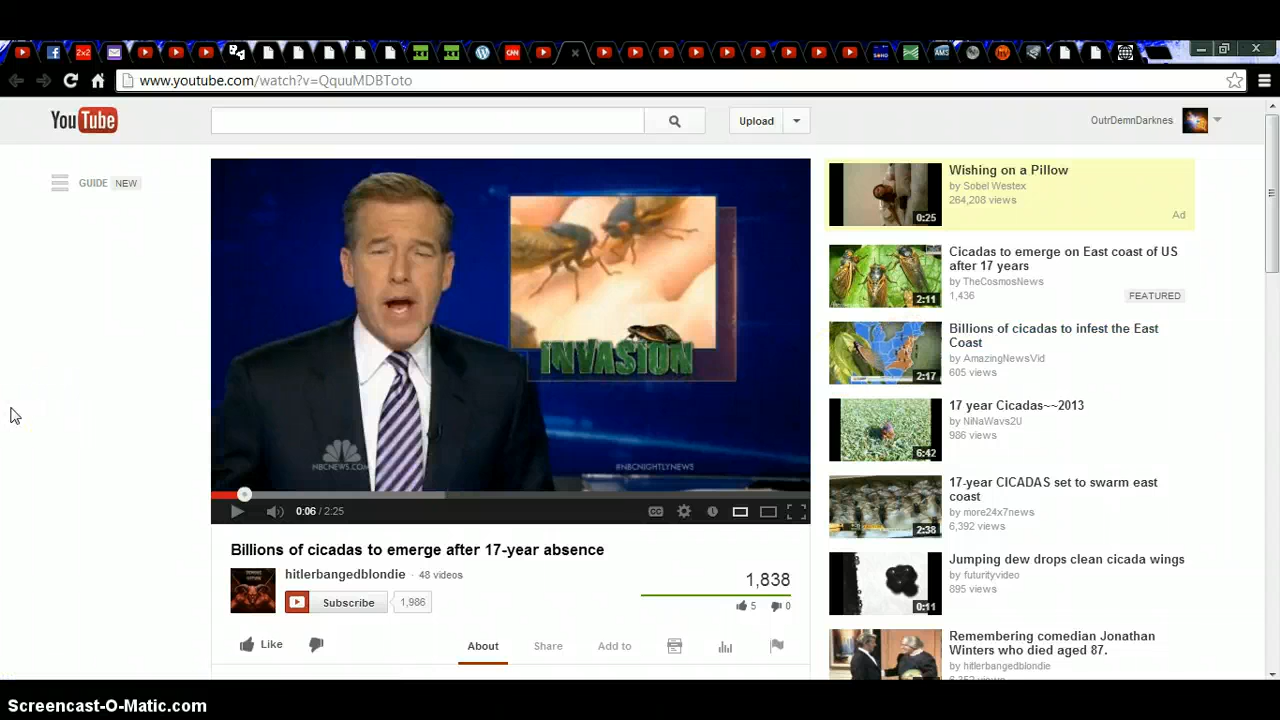 2x2
CNN
send
AMS
www.youtube.com/watch?v=QquuMDBToto
YouTube
Upload
OutrDemnDarknes
GUIDE NEW
INVASION
NBCNEWS.COM
#NBCNIGHTLYNEWS
0:06 / 2:25
CC
Billions of cicadas to emerge after 17-year absence
hitlerbangedblondie · 48 videos
Subscribe 1,986
1,838
5 0
Like
About Share Add to
Wishing on a Pillow
by Sobel Westex
264,208 views
Ad
0:25
Cicadas to emerge on East coast of US
after 17 years
by TheCosmosNews
1,436
FEATURED
2:11
Billions of cicadas to infest the East
Coast
by AmazingNewsVid
605 views
2:17
17 year Cicadas~~2013
by NiNaWavs2U
986 views
6:42
17-year CICADAS set to swarm east
coast
by more24x7news
6,392 views
2:38
Jumping dew drops clean cicada wings
by futurityvideo
895 views
0:11
Remembering comedian Jonathan
Winters who died aged 87.
by hitlerbangedblondie
Screencast-O-Matic.com